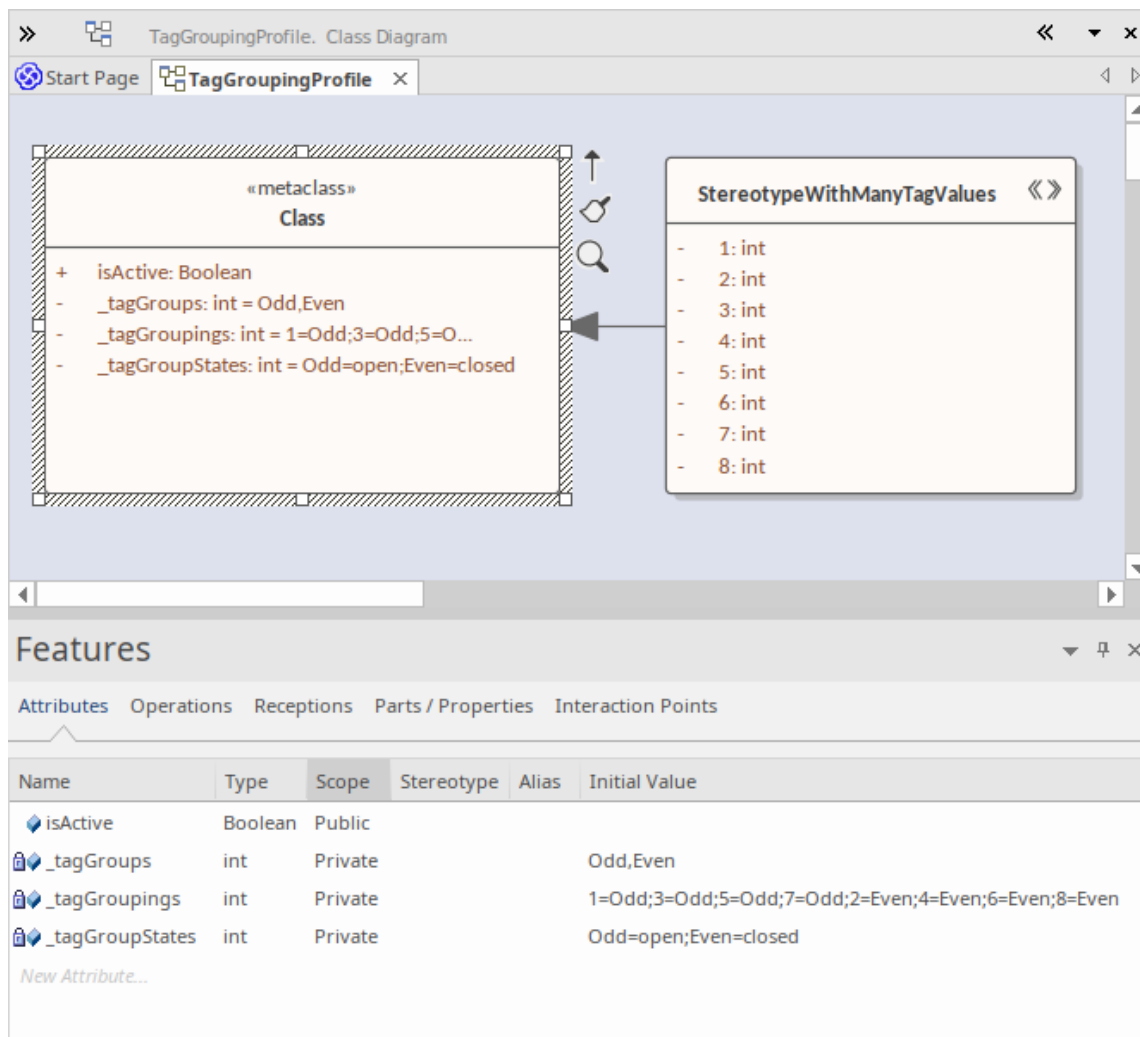 TagGroupingProfile.  Class Diagram
Start Page TagGroupingProfile
«metaclass»
Class
+ isActive: Boolean
- _tagGroups: int = Odd,Even
- _tagGroupings: int = 1=Odd;3=Odd;5=O...
- _tagGroupStates: int = Odd=open;Even=closed
StereotypeWithManyTagValues «»
- 1: int
- 2: int
- 3: int
- 4: int
- 5: int
- 6: int
- 7: int
- 8: int
Features
Attributes Operations Receptions Parts / Properties Interaction Points
Name Type Scope Stereotype Alias Initial Value
isActive Boolean Public
_tagGroups int Private Odd,Even
_tagGroupings int Private 1=Odd;3=Odd;5=Odd;7=Odd;2=Even;4=Even;6=Even;8=Even
_tagGroupStates int Private Odd=open;Even=closed
New Attribute...